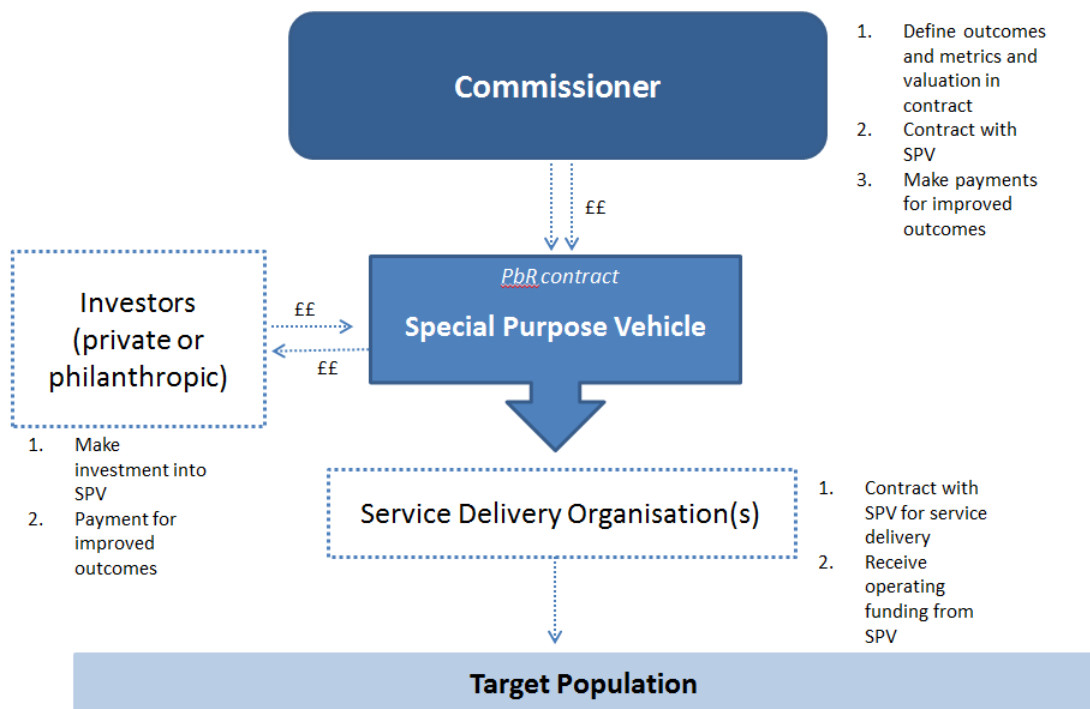 Commissioner
1. Define outcomes
and metrics and
valuation in
contract
2. Contract with
SPV
3. Make payments
for improved
outcomes
££
PbR contract
Special Purpose Vehicle
Investors
(private or
philanthropic)
££
££
1. Make
investment into
SPV
2. Payment for
improved
outcomes
Service Delivery Organisation(s)
1. Contract with
SPV for service
delivery
2. Receive
operating
funding from
SPV
Target Population